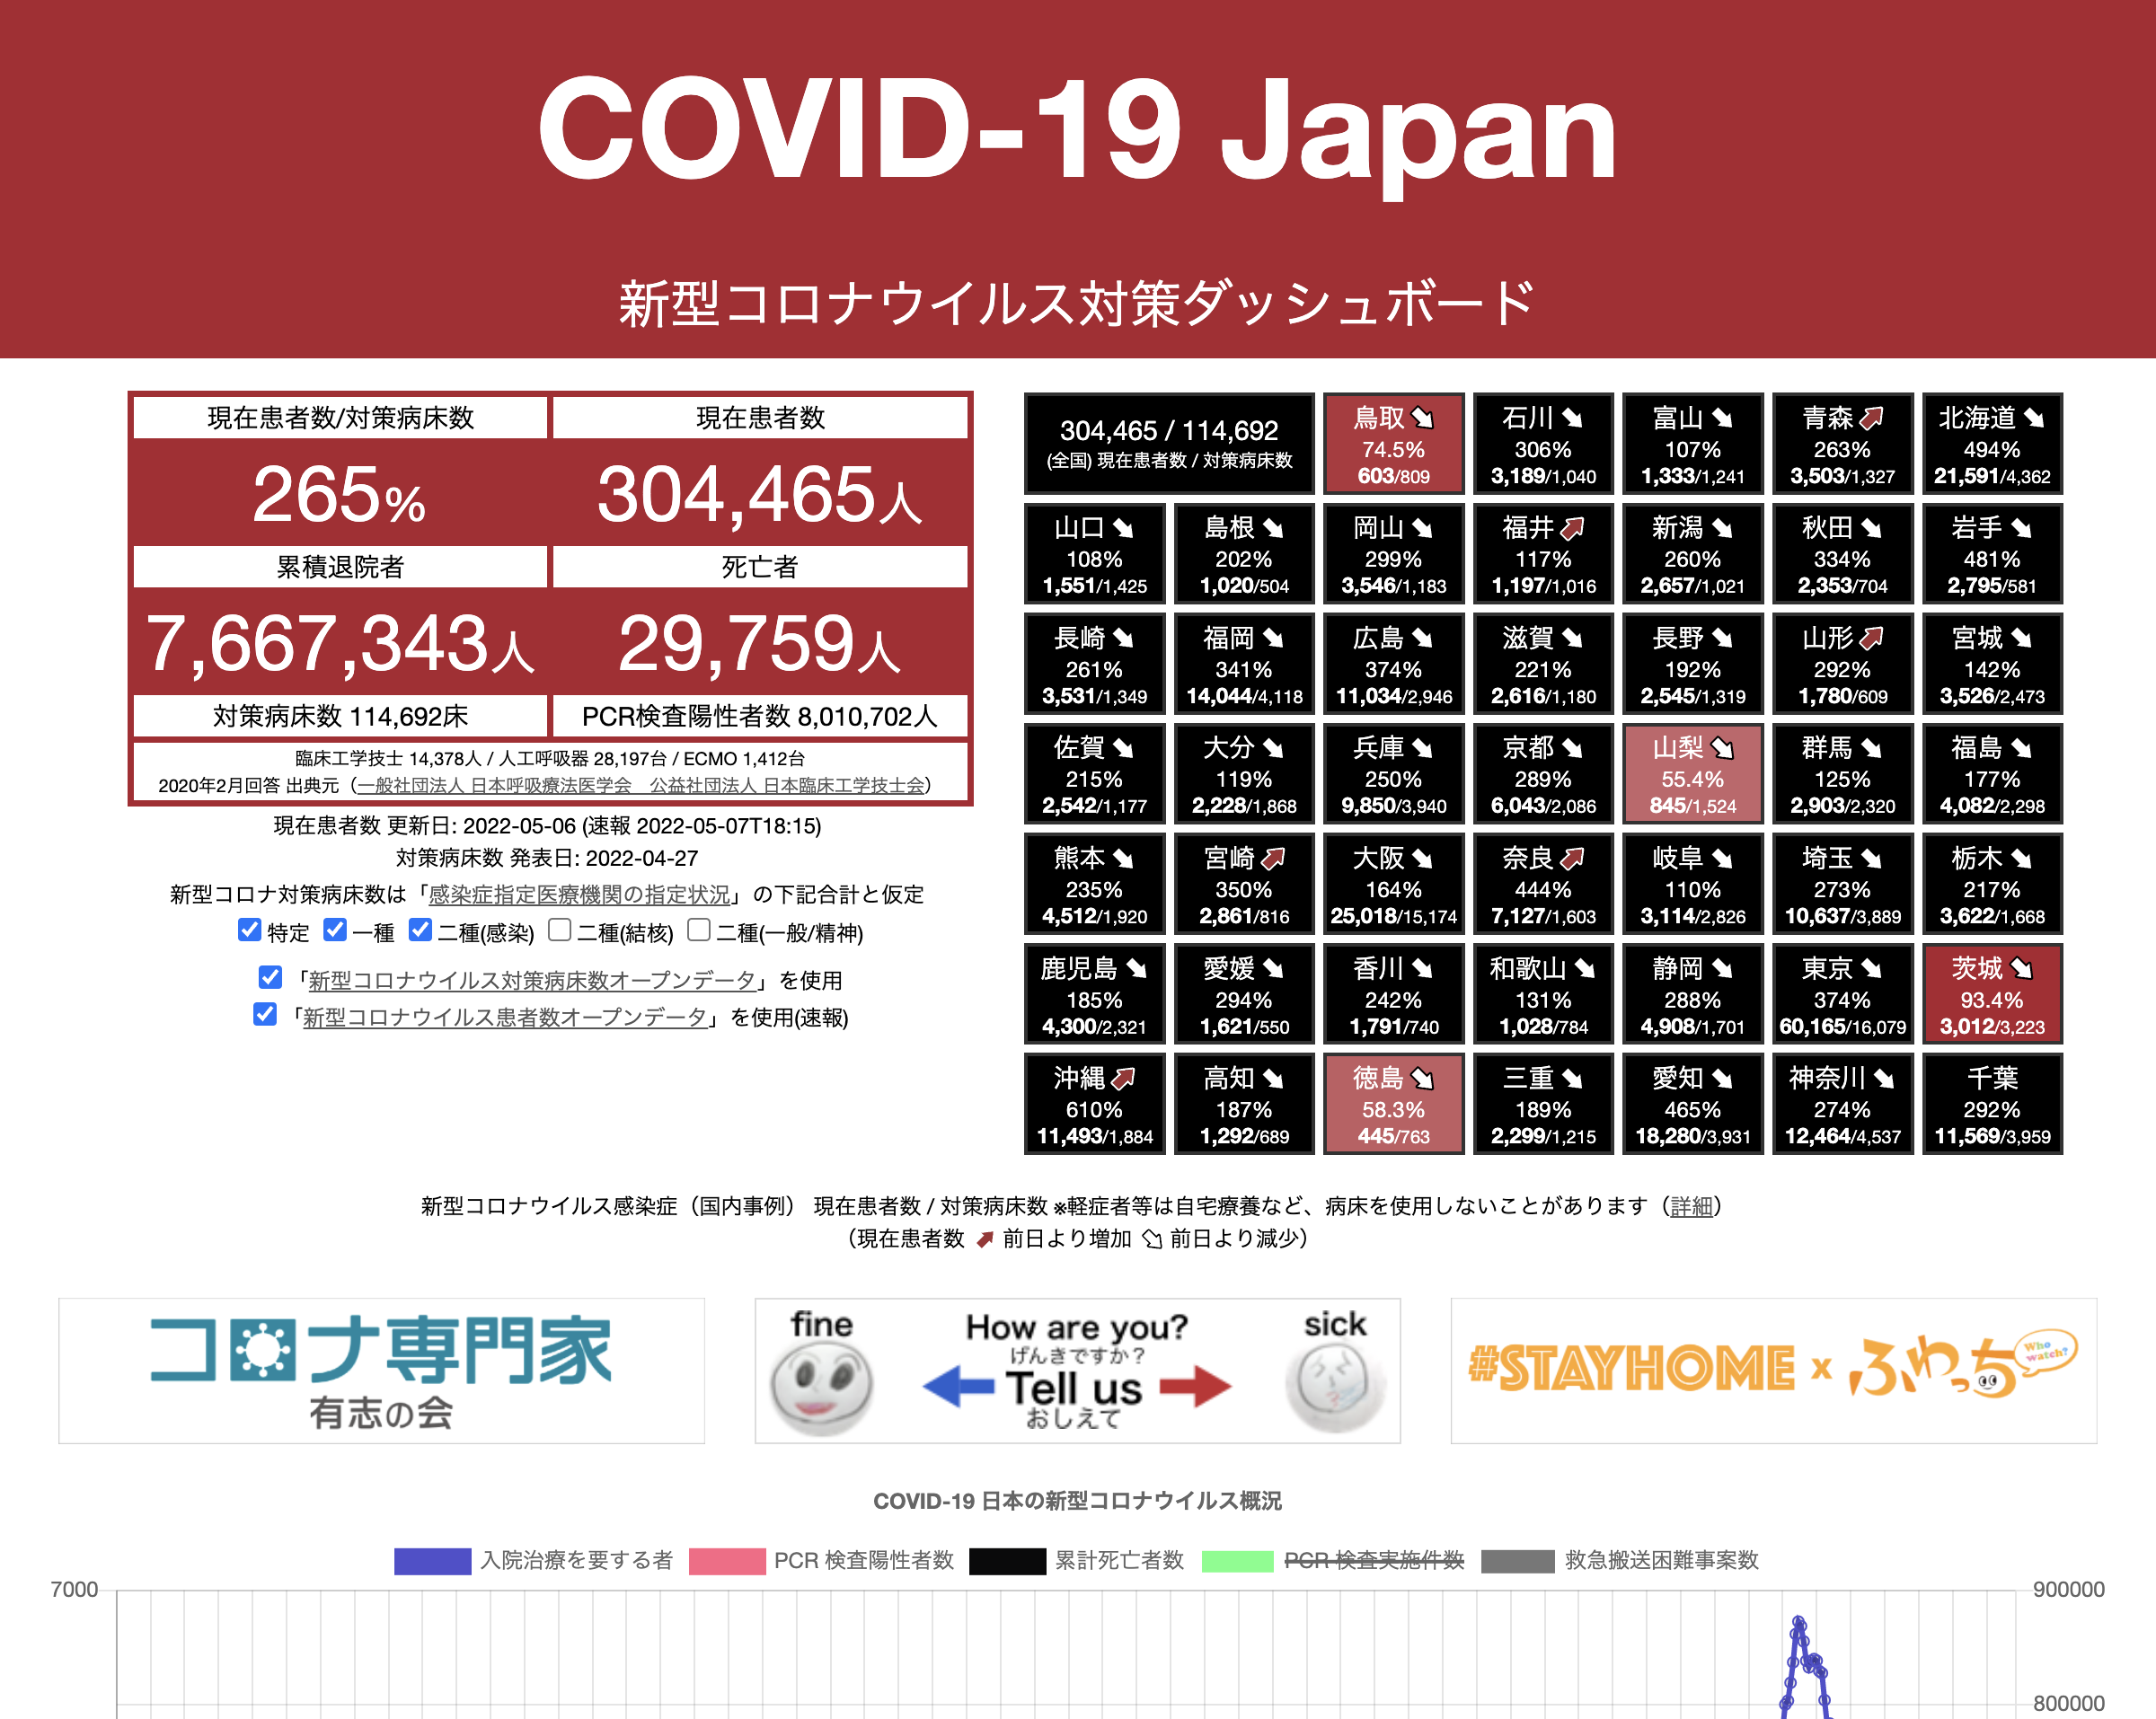 COVID-19 Japan
新型コロナウイルス対策ダッシュボード
現在患者数/対策病床数
現在患者数
265%
304,465人
累積退院者
死亡者
7,667,343人
29,759人
対策病床数 114,692床
PCR検査陽性者数 8,010,702人
臨床工学技士 14,378人 / 人工呼吸器 28,197台 / ECMO 1,412台
2020年2月回答 出典元（一般社団法人 日本呼吸療法医学会　公益社団法人 日本臨床工学技士会）
現在患者数 更新日: 2022-05-06 (速報 2022-05-07T18:15)
対策病床数 発表日: 2022-04-27
新型コロナ対策病床数は「感染症指定医療機関の指定状況」の下記合計と仮定
特定 一種 二種(感染) 二種(結核) 二種(一般/精神)
「新型コロナウイルス対策病床数オープンデータ」を使用
「新型コロナウイルス患者数オープンデータ」を使用(速報)
304,465 / 114,692
(全国) 現在患者数 / 対策病床数
鳥取
74.5%
603/809
石川
306%
3,189/1,040
富山
107%
1,333/1,241
青森
263%
3,503/1,327
北海道
494%
21,591/4,362
山口
108%
1,551/1,425
島根
202%
1,020/504
岡山
299%
3,546/1,183
福井
117%
1,197/1,016
新潟
260%
2,657/1,021
秋田
334%
2,353/704
岩手
481%
2,795/581
長崎
261%
3,531/1,349
福岡
341%
14,044/4,118
広島
374%
11,034/2,946
滋賀
221%
2,616/1,180
長野
192%
2,545/1,319
山形
292%
1,780/609
宮城
142%
3,526/2,473
佐賀
215%
2,542/1,177
大分
119%
2,228/1,868
兵庫
250%
9,850/3,940
京都
289%
6,043/2,086
山梨
55.4%
845/1,524
群馬
125%
2,903/2,320
福島
177%
4,082/2,298
熊本
235%
4,512/1,920
宮崎
350%
2,861/816
大阪
164%
25,018/15,174
奈良
444%
7,127/1,603
岐阜
110%
3,114/2,826
埼玉
273%
10,637/3,889
栃木
217%
3,622/1,668
鹿児島
185%
4,300/2,321
愛媛
294%
1,621/550
香川
242%
1,791/740
和歌山
131%
1,028/784
静岡
288%
4,908/1,701
東京
374%
60,165/16,079
茨城
93.4%
3,012/3,223
沖縄
610%
11,493/1,884
高知
187%
1,292/689
徳島
58.3%
445/763
三重
189%
2,299/1,215
愛知
465%
18,280/3,931
神奈川
274%
12,464/4,537
千葉
292%
11,569/3,959
新型コロナウイルス感染症（国内事例） 現在患者数 / 対策病床数 ※軽症者等は自宅療養など、病床を使用しないことがあります（詳細）
（現在患者数 前日より増加 前日より減少）
コロナ専門家
有志の会
fine
How are you?
げんきですか？
Tell us
おしえて
sick
#STAYHOME x ふわっち
Who watch?
COVID-19 日本の新型コロナウイルス概況
入院治療を要する者 PCR 検査陽性者数 累計死亡者数 PCR 検査実施件数 救急搬送困難事案数
7000
900000
800000